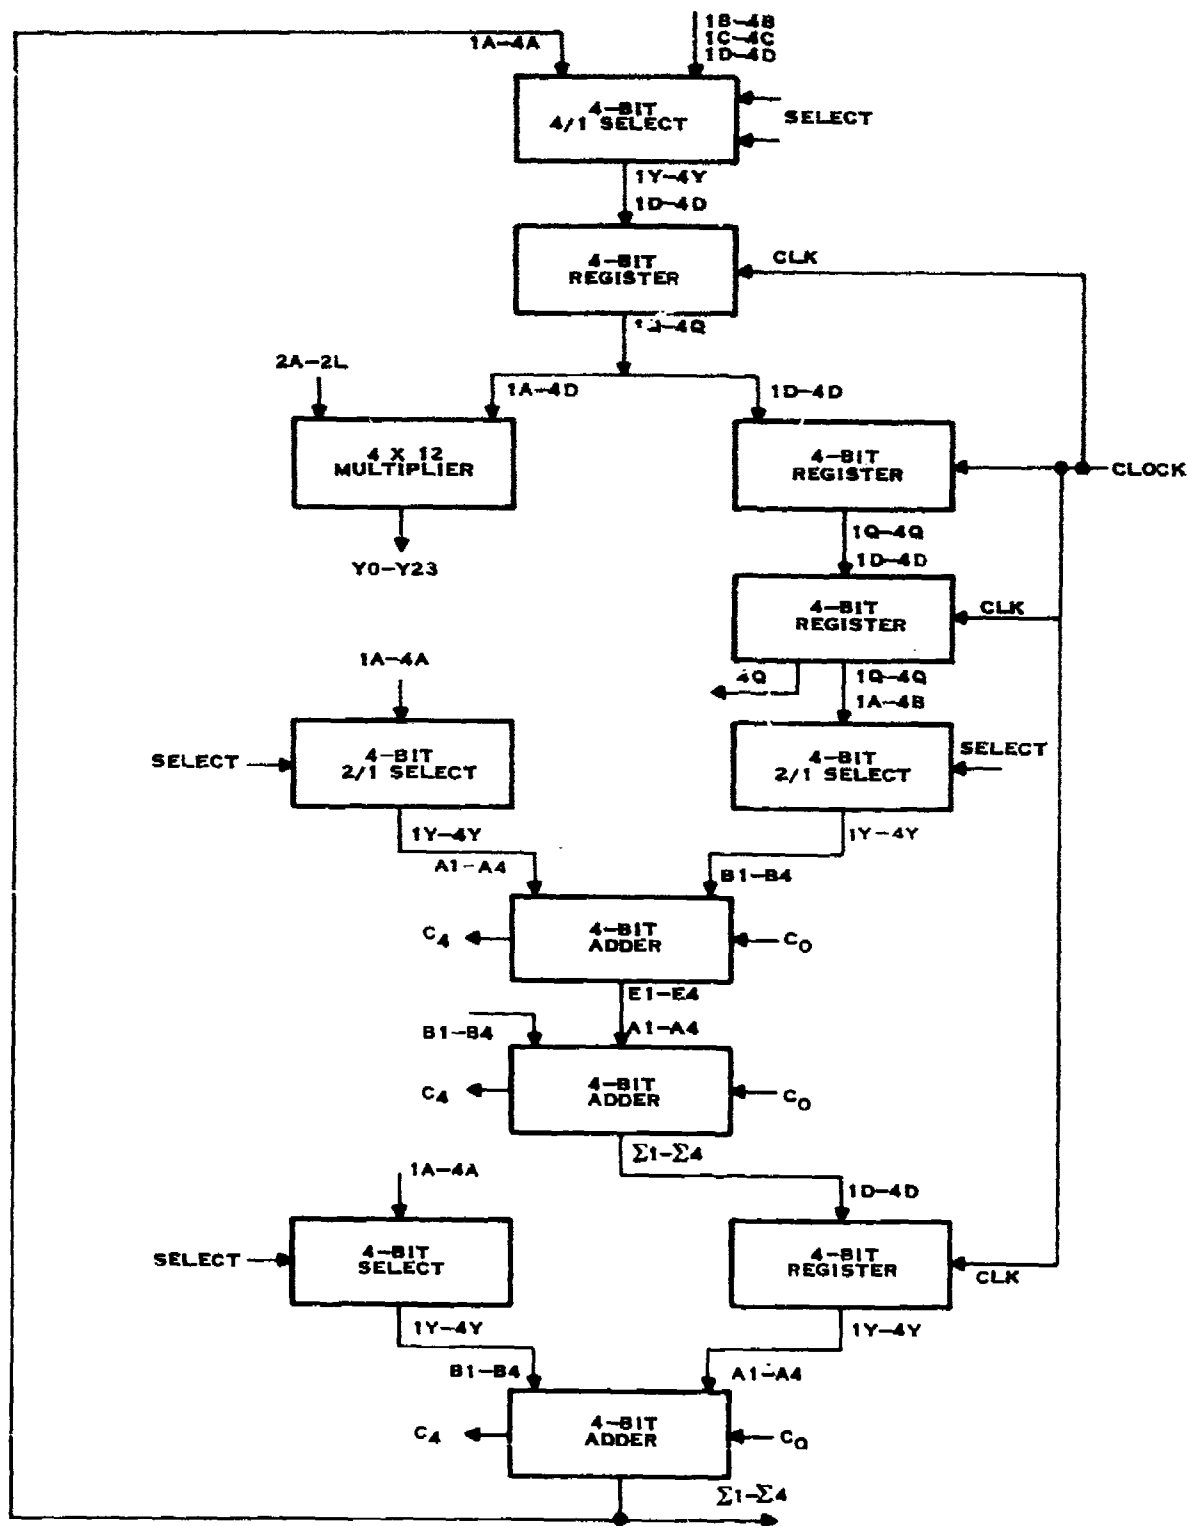 1B-4B
1C-4C
1D-4D
1A-4A
4-BIT
4/1 SELECT
SELECT
1Y-4Y
1D-4D
4-BIT
REGISTER
CLK
1Q-4Q
2A-2L
1A-4D
1D-4D
4 X 12
MULTIPLIER
4-BIT
REGISTER
CLOCK
Y0-Y23
1Q-4Q
1D-4D
4-BIT
REGISTER
CLK
1A-4A
4Q
1Q-4Q
1A-4B
SELECT
4-BIT
2/1 SELECT
4-BIT
2/1 SELECT
SELECT
1Y-4Y
A1-A4
1Y-4Y
B1-B4
C4
4-BIT
ADDER
C0
E1-E4
B1-B4
A1-A4
C4
4-BIT
ADDER
C0
Σ1-Σ4
1A-4A
1D-4D
SELECT
4-BIT
SELECT
4-BIT
REGISTER
CLK
1Y-4Y
B1-B4
1Y-4Y
A1-A4
C4
4-BIT
ADDER
C0
Σ1-Σ4